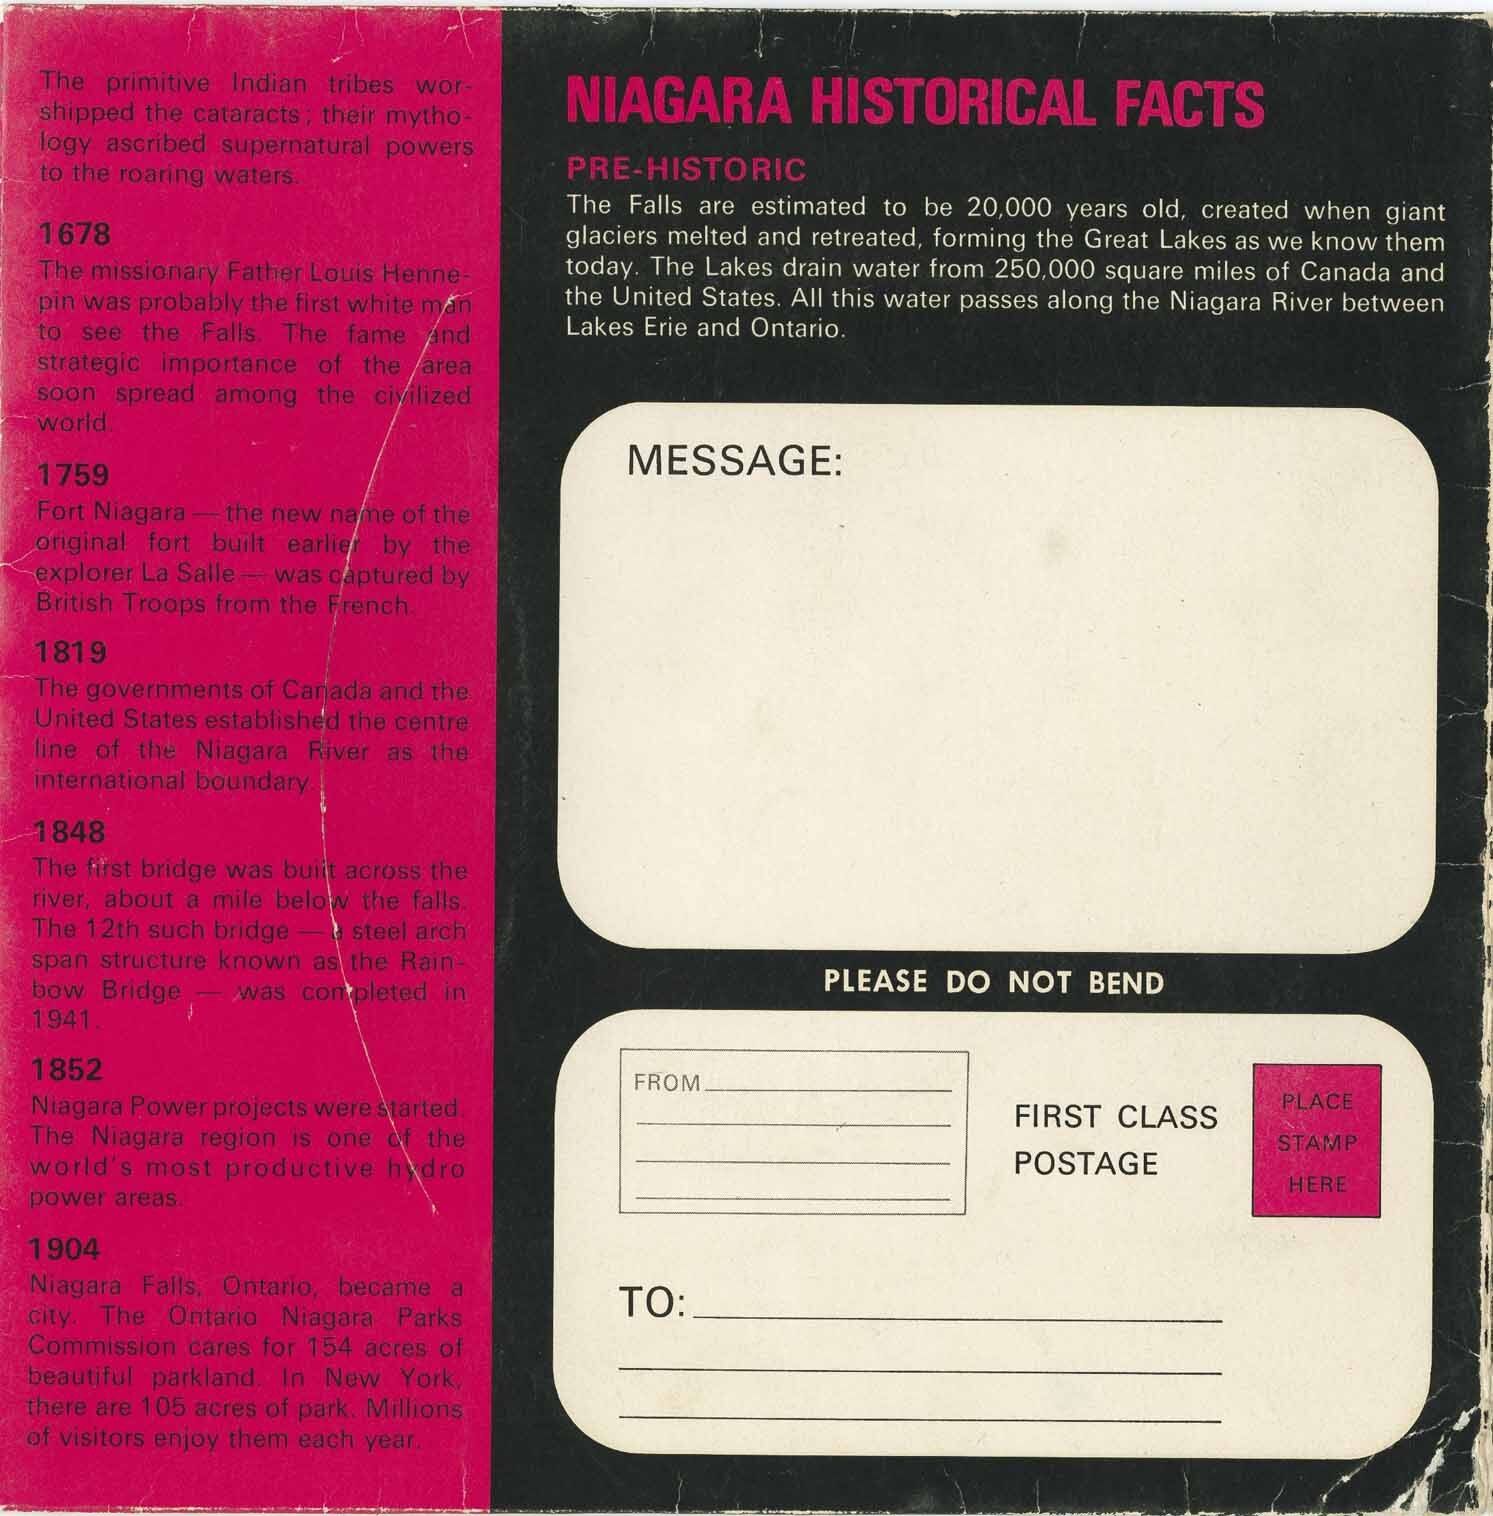 NIAGARA HISTORICAL FACTS
PRE-HISTORIC
The Falls are estimated to be 20,000 years old, created when giant
glaciers melted and retreated, forming the Great Lakes as we know them
today. The Lakes drain water from 250,000 square miles of Canada and
the United States. All this water passes along the Niagara River between
Lakes Erie and Ontario.
The primitive Indian tribes wor-
shipped the cataracts; their mytho-
logy ascribed supernatural powers
to the roaring waters.
1678
The missionary Father Louis Henne-
pin was probably the first white man
to see the Falls. The fame and
strategic importance of the area
soon spread among the civilized
world.
1759
Fort Niagara — the new name of the
original fort built earlier by the
explorer La Salle — was captured by
British Troops from the French.
1819
The governments of Canada and the
United States established the centre
line of the Niagara River as the
international boundary.
1848
The first bridge was built across the
river, about a mile below the falls.
The 12th such bridge — a steel arch
span structure known as the Rain-
bow Bridge — was completed in
1941.
1852
Niagara Power projects were started.
The Niagara region is one of the
world's most productive hydro
power areas.
1904
Niagara Falls, Ontario, became a
city. The Ontario Niagara Parks
Commission cares for 154 acres of
beautiful parkland. In New York,
there are 105 acres of park. Millions
of visitors enjoy them each year.
MESSAGE:
PLEASE DO NOT BEND
FROM
FIRST CLASS
POSTAGE
PLACE
STAMP
HERE
TO: